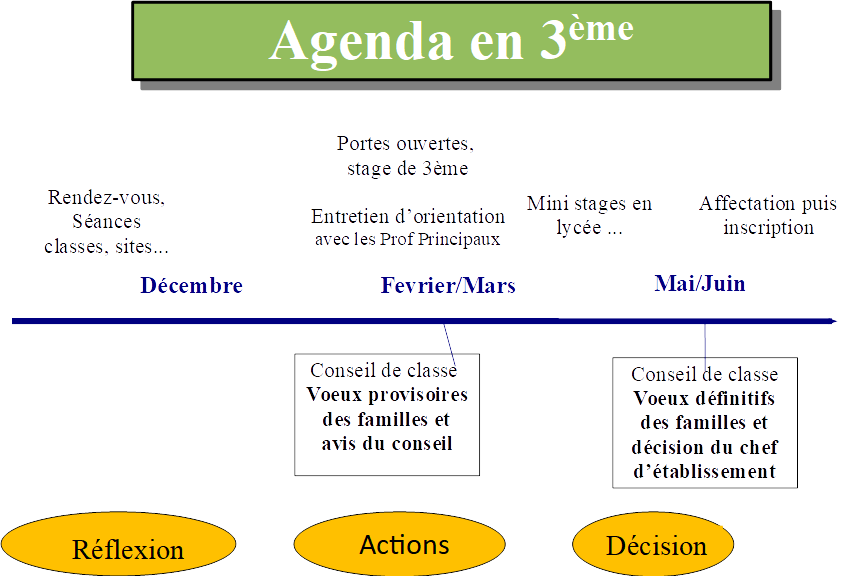 Agenda en 3ème
Portes ouvertes,
stage de 3ème
Rendez-vous,
Séances
classes, sites...
Entretien d’orientation
avec les Prof Principaux
Mini stages en
lycée ...
Affectation puis
inscription
Décembre
Fevrier/Mars
Mai/Juin
Conseil de classe
Voeux provisoires
des familles et
avis du conseil
Conseil de classe
Voeux définitifs
des familles et
décision du chef
d’établissement
Réflexion
Actions
Décision